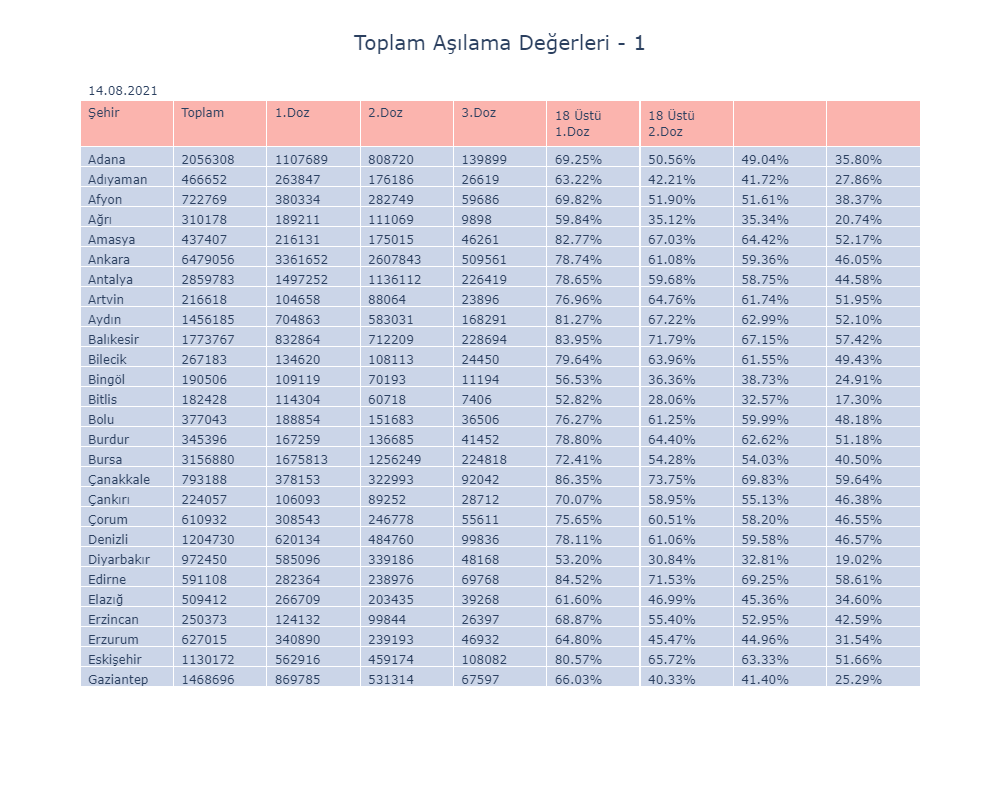 Toplam Aşılama Değerleri - 1
14.08.2021
Şehir Toplam 1.Doz 2.Doz 3.Doz 18 Üstü 1.Doz 18 Üstü 2.Doz
Adana 2056308 1107689 808720 139899 69.25% 50.56% 49.04% 35.80%
Adıyaman 466652 263847 176186 26619 63.22% 42.21% 41.72% 27.86%
Afyon 722769 380334 282749 59686 69.82% 51.90% 51.61% 38.37%
Ağrı 310178 189211 111069 9898 59.84% 35.12% 35.34% 20.74%
Amasya 437407 216131 175015 46261 82.77% 67.03% 64.42% 52.17%
Ankara 6479056 3361652 2607843 509561 78.74% 61.08% 59.36% 46.05%
Antalya 2859783 1497252 1136112 226419 78.65% 59.68% 58.75% 44.58%
Artvin 216618 104658 88064 23896 76.96% 64.76% 61.74% 51.95%
Aydın 1456185 704863 583031 168291 81.27% 67.22% 62.99% 52.10%
Balıkesir 1773767 832864 712209 228694 83.95% 71.79% 67.15% 57.42%
Bilecik 267183 134620 108113 24450 79.64% 63.96% 61.55% 49.43%
Bingöl 190506 109119 70193 11194 56.53% 36.36% 38.73% 24.91%
Bitlis 182428 114304 60718 7406 52.82% 28.06% 32.57% 17.30%
Bolu 377043 188854 151683 36506 76.27% 61.25% 59.99% 48.18%
Burdur 345396 167259 136685 41452 78.80% 64.40% 62.62% 51.18%
Bursa 3156880 1675813 1256249 224818 72.41% 54.28% 54.03% 40.50%
Çanakkale 793188 378153 322993 92042 86.35% 73.75% 69.83% 59.64%
Çankırı 224057 106093 89252 28712 70.07% 58.95% 55.13% 46.38%
Çorum 610932 308543 246778 55611 75.65% 60.51% 58.20% 46.55%
Denizli 1204730 620134 484760 99836 78.11% 61.06% 59.58% 46.57%
Diyarbakır 972450 585096 339186 48168 53.20% 30.84% 32.81% 19.02%
Edirne 591108 282364 238976 69768 84.52% 71.53% 69.25% 58.61%
Elazığ 509412 266709 203435 39268 61.60% 46.99% 45.36% 34.60%
Erzincan 250373 124132 99844 26397 68.87% 55.40% 52.95% 42.59%
Erzurum 627015 340890 239193 46932 64.80% 45.47% 44.96% 31.54%
Eskişehir 1130172 562916 459174 108082 80.57% 65.72% 63.33% 51.66%
Gaziantep 1468696 869785 531314 67597 66.03% 40.33% 41.40% 25.29%